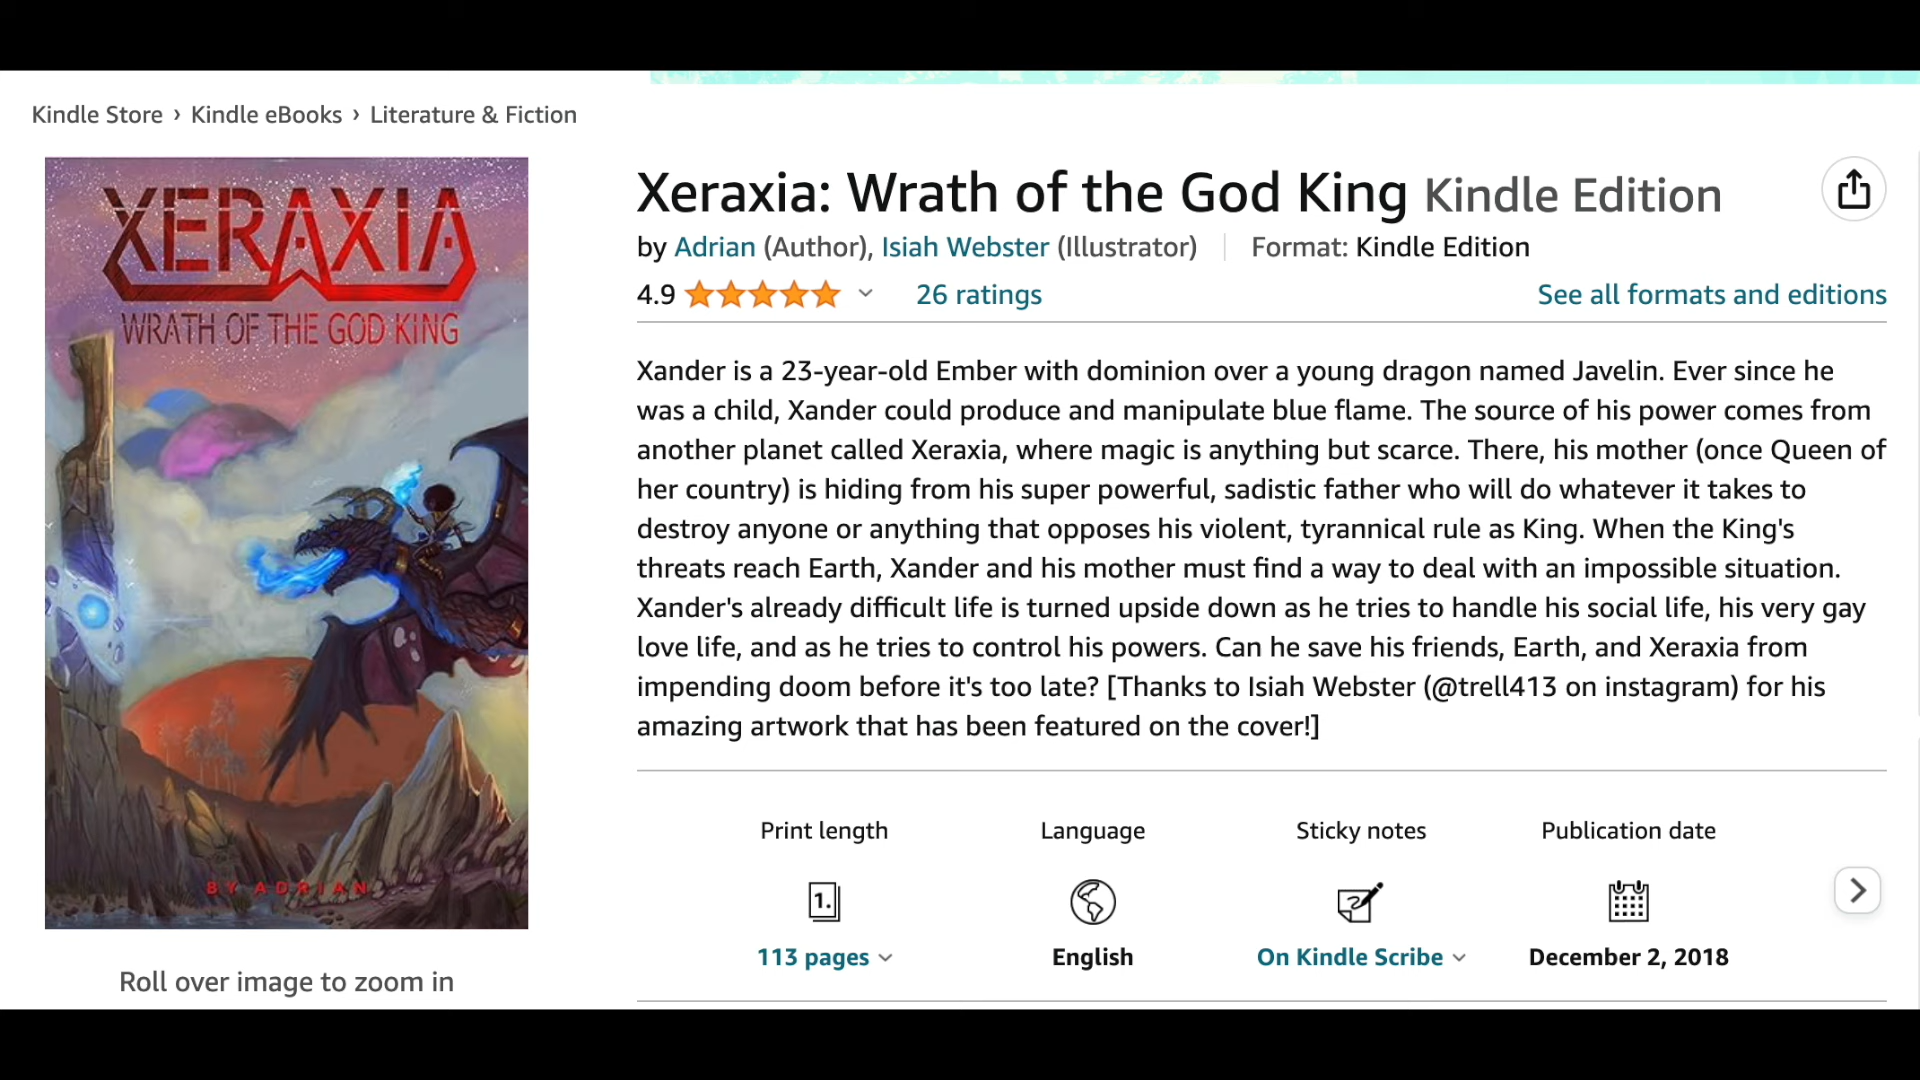 Kindle Store › Kindle eBooks › Literature & Fiction
XERAXIA
WRATH OF THE GOD KING
BY ADRIAN
Roll over image to zoom in
Xeraxia: Wrath of the God King Kindle Edition
by Adrian (Author), Isiah Webster (Illustrator) | Format: Kindle Edition
4.9 26 ratings See all formats and editions
Xander is a 23-year-old Ember with dominion over a young dragon named Javelin. Ever since he
was a child, Xander could produce and manipulate blue flame. The source of his power comes from
another planet called Xeraxia, where magic is anything but scarce. There, his mother (once Queen of
her country) is hiding from his super powerful, sadistic father who will do whatever it takes to
destroy anyone or anything that opposes his violent, tyrannical rule as King. When the King's
threats reach Earth, Xander and his mother must find a way to deal with an impossible situation.
Xander's already difficult life is turned upside down as he tries to handle his social life, his very gay
love life, and as he tries to control his powers. Can he save his friends, Earth, and Xeraxia from
impending doom before it's too late? [Thanks to Isiah Webster (@trell413 on instagram) for his
amazing artwork that has been featured on the cover!]
Print length Language Sticky notes Publication date
1.
113 pages English On Kindle Scribe December 2, 2018